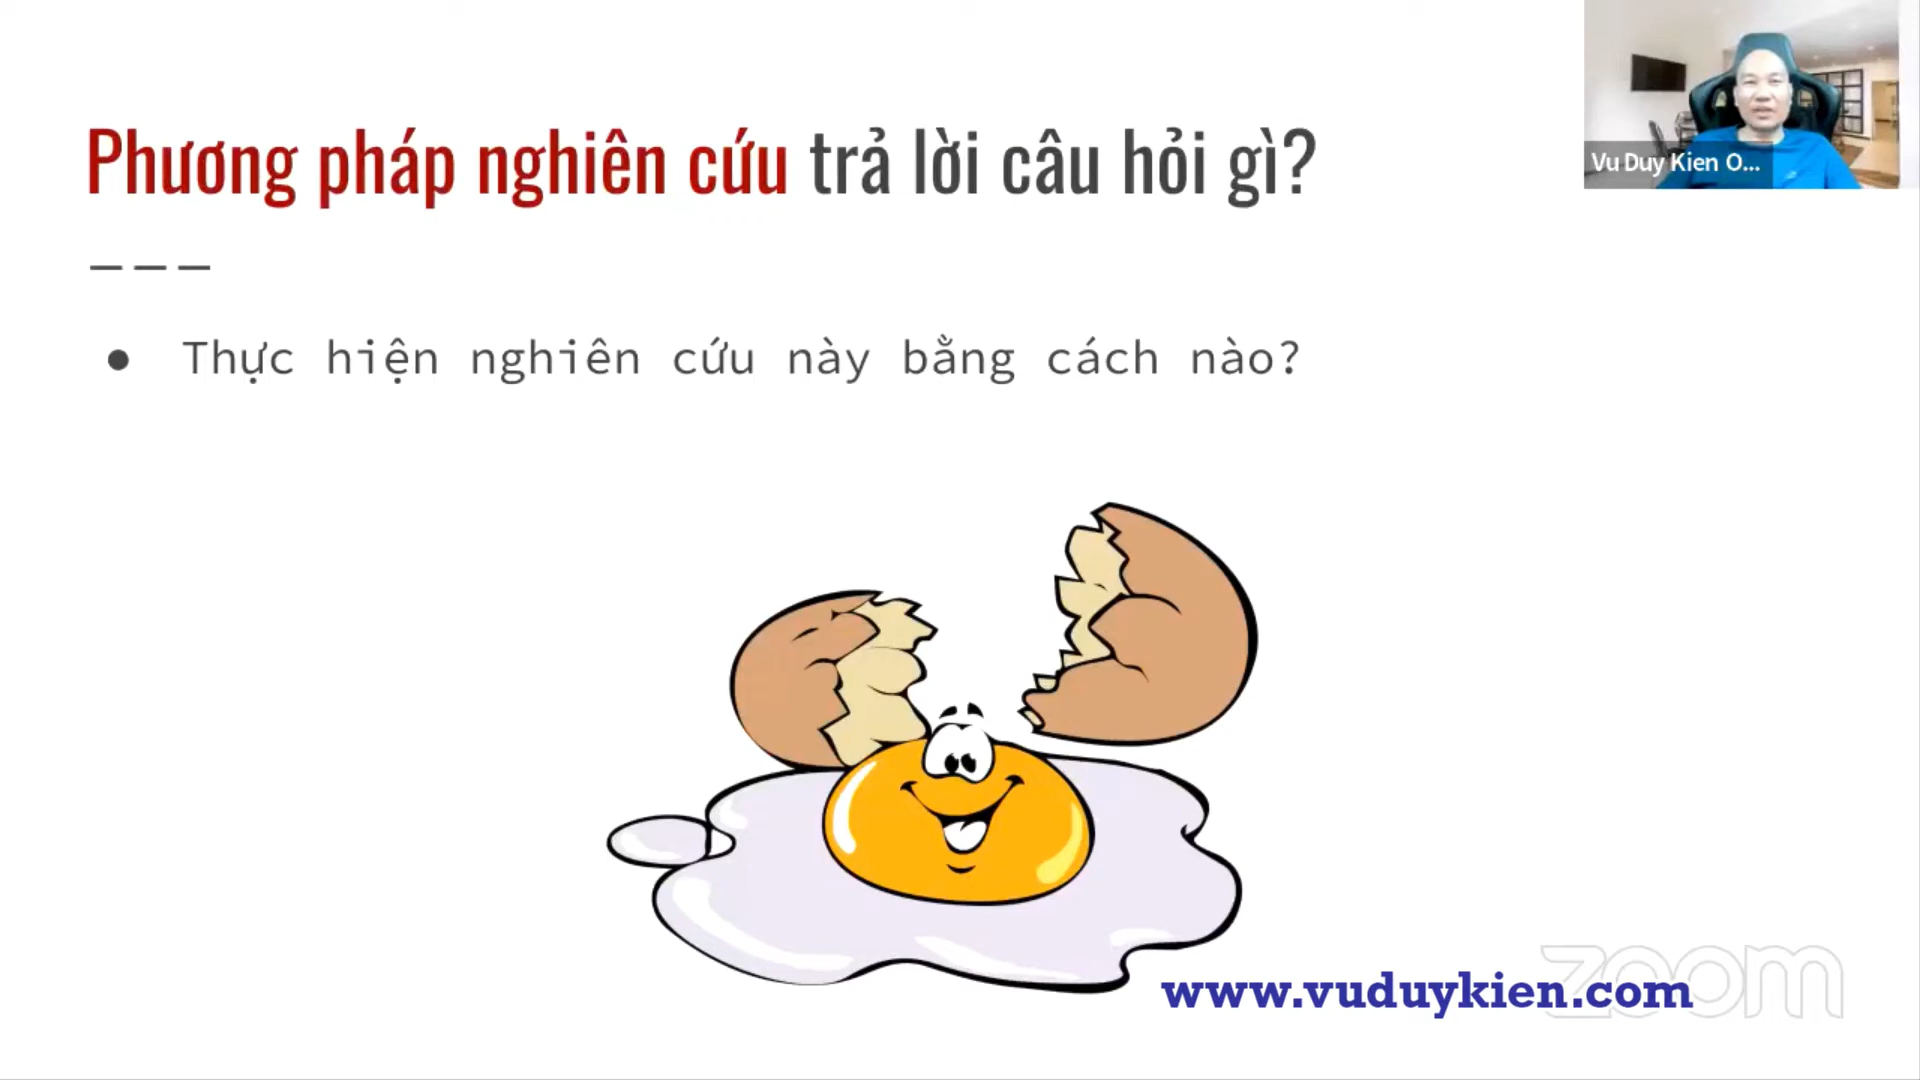 Phương pháp nghiên cứu trả lời câu hỏi gì?
Vu Duy Kien O...
● Thực hiện nghiên cứu này bằng cách nào?
www.vuduykien.com
zoom